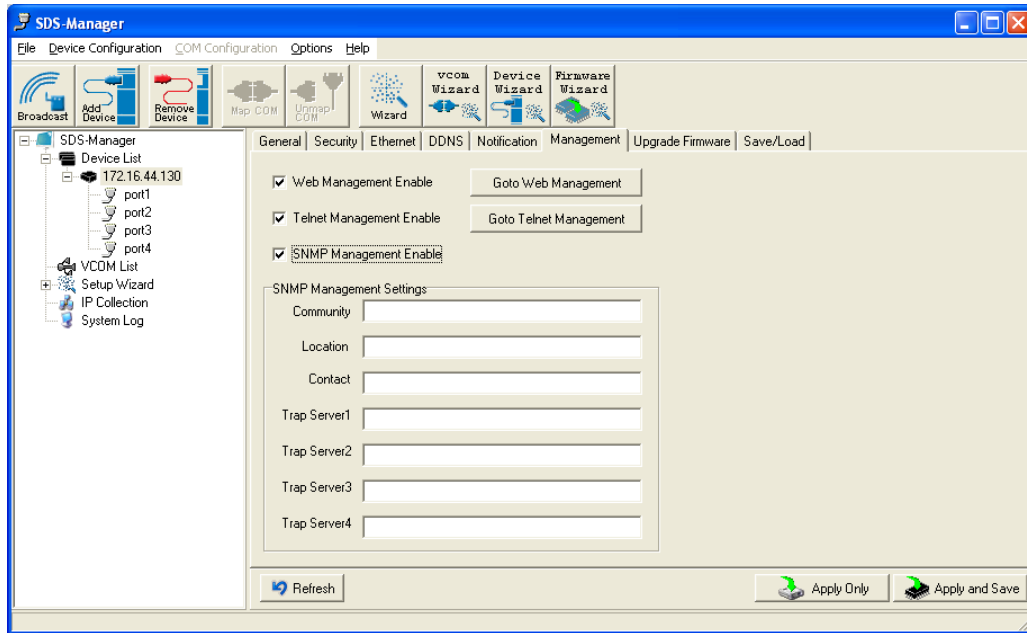 SDS-Manager
File Device Configuration COM Configuration Options Help
Broadcast
Add Device
Remove Device
Map COM
Unmap COM
Wizard
vcom Wizard
Device Wizard
Firmware Wizard
SDS-Manager
Device List
172.16.44.130
port1
port2
port3
port4
VCOM List
Setup Wizard
IP Collection
System Log
General Security Ethernet DDNS Notification Management Upgrade Firmware Save/Load
Web Management Enable Goto Web Management
Telnet Management Enable Goto Telnet Management
SNMP Management Enable
SNMP Management Settings
Community
Location
Contact
Trap Server1
Trap Server2
Trap Server3
Trap Server4
Refresh Apply Only Apply and Save